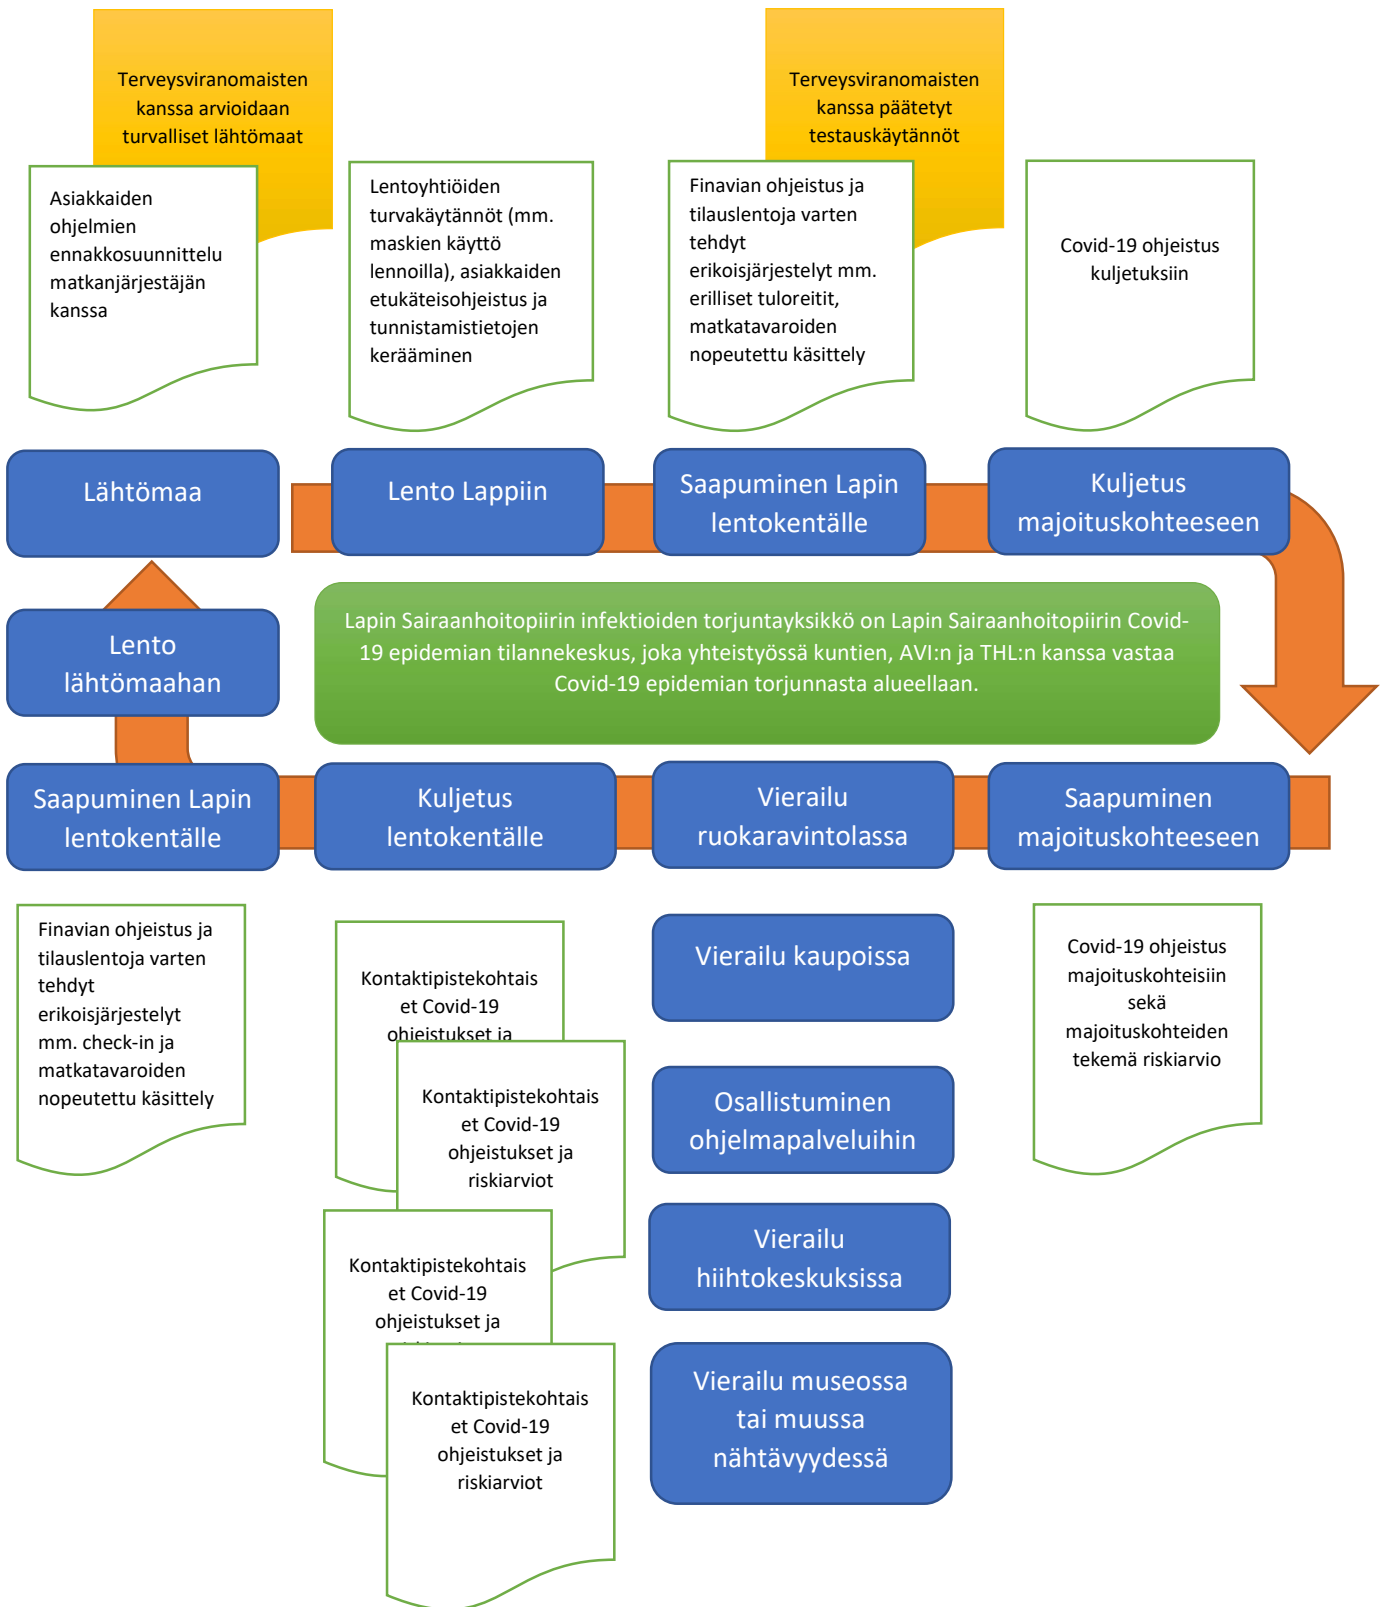 Terveysviranomaisten
kanssa arvioidaan
turvalliset lähtömaat
Terveysviranomaisten
kanssa päätetyt
testauskäytännöt
Asiakkaiden
ohjelmien
ennakkosuunnittelu
matkanjärjestäjän
kanssa
Lentoyhtiöiden
turvakäytännöt (mm.
maskien käyttö
lennoilla), asiakkaiden
etukäteisohjeistus ja
tunnistamistietojen
kerääminen
Finavian ohjeistus ja
tilauslentoja varten
tehdyt
erikoisjärjestelyt mm.
erilliset tuloreitit,
matkatavaroiden
nopeutettu käsittely
Covid-19 ohjeistus
kuljetuksiin
Lähtömaa
Lento Lappiin
Saapuminen Lapin
lentokentälle
Kuljetus
majoituskohteeseen
Lento
lähtömaahan
Lapin Sairaanhoitopiirin infektioiden torjuntayksikkö on Lapin Sairaanhoitopiirin Covid-
19 epidemian tilannekeskus, joka yhteistyössä kuntien, AVI:n ja THL:n kanssa vastaa
Covid-19 epidemian torjunnasta alueellaan.
Saapuminen Lapin
lentokentälle
Kuljetus
lentokentälle
Vierailu
ruokaravintolassa
Saapuminen
majoituskohteeseen
Finavian ohjeistus ja
tilauslentoja varten
tehdyt
erikoisjärjestelyt
mm. check-in ja
matkatavaroiden
nopeutettu käsittely
Kontaktipistekohtais
et Covid-19
ohjeistukset ja
Kontaktipistekohtais
et Covid-19
ohjeistukset ja
riskiarviot
Kontaktipistekohtais
et Covid-19
ohjeistukset ja
Kontaktipistekohtais
et Covid-19
ohjeistukset ja
riskiarviot
Vierailu kaupoissa
Osallistuminen
ohjelmapalveluihin
Vierailu
hiihtokeskuksissa
Vierailu museossa
tai muussa
nähtävyydessä
Covid-19 ohjeistus
majoituskohteisiin
sekä
majoituskohteiden
tekemä riskiarvio